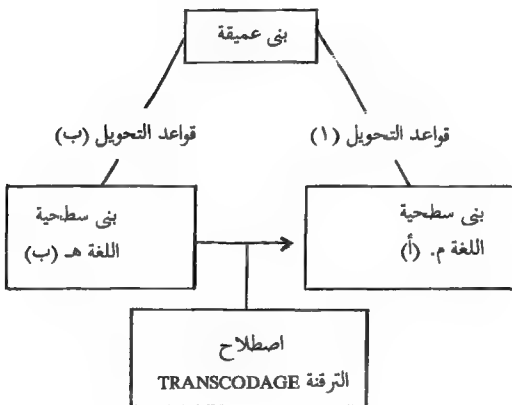 بنى عميقة
قواعد التحويل (١)
قواعد التحويل (ب)
بنى سطحية
اللغة م. (أ)
بنى سطحية
اللغة هـ (ب)
اصطلاح
الترقنة TRANSCODAGE